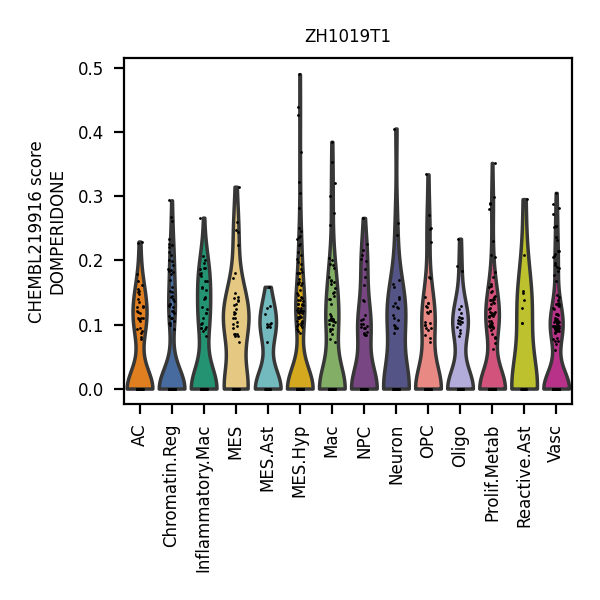 ZH1019T1
CHEMBL219916 score
DOMPERIDONE
0.5
0.4
0.3
0.2
0.1
0.0
AC
Chromatin.Reg
Inflammatory.Mac
MES
MES.Ast
MES.Hyp
Mac
NPC
Neuron
OPC
Oligo
Prolif.Metab
Reactive.Ast
Vasc